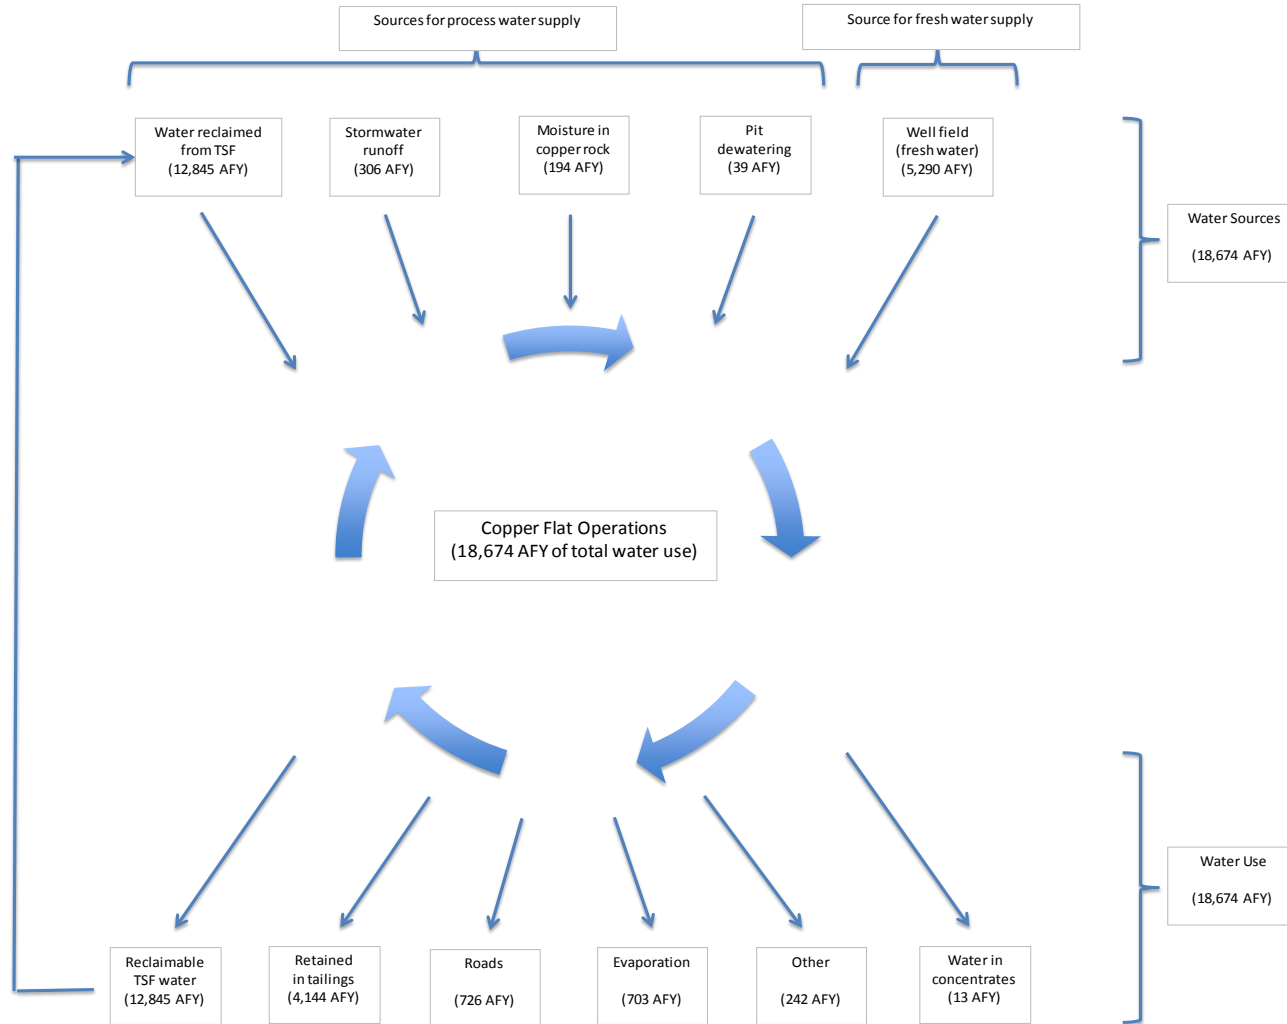 Sources for process water supply
Source for fresh water supply
Water reclaimed
from TSF
(12,845 AFY)
Stormwater
runoff
(306 AFY)
Moisture in
copper rock
(194 AFY)
Pit
dewatering
(39 AFY)
Well field
(fresh water)
(5,290 AFY)
Water Sources
(18,674 AFY)
Copper Flat Operations
(18,674 AFY of total water use)
Water Use
(18,674 AFY)
Reclaimable
TSF water
(12,845 AFY)
Retained
in tailings
(4,144 AFY)
Roads
(726 AFY)
Evaporation
(703 AFY)
Other
(242 AFY)
Water in
concentrates
(13 AFY)